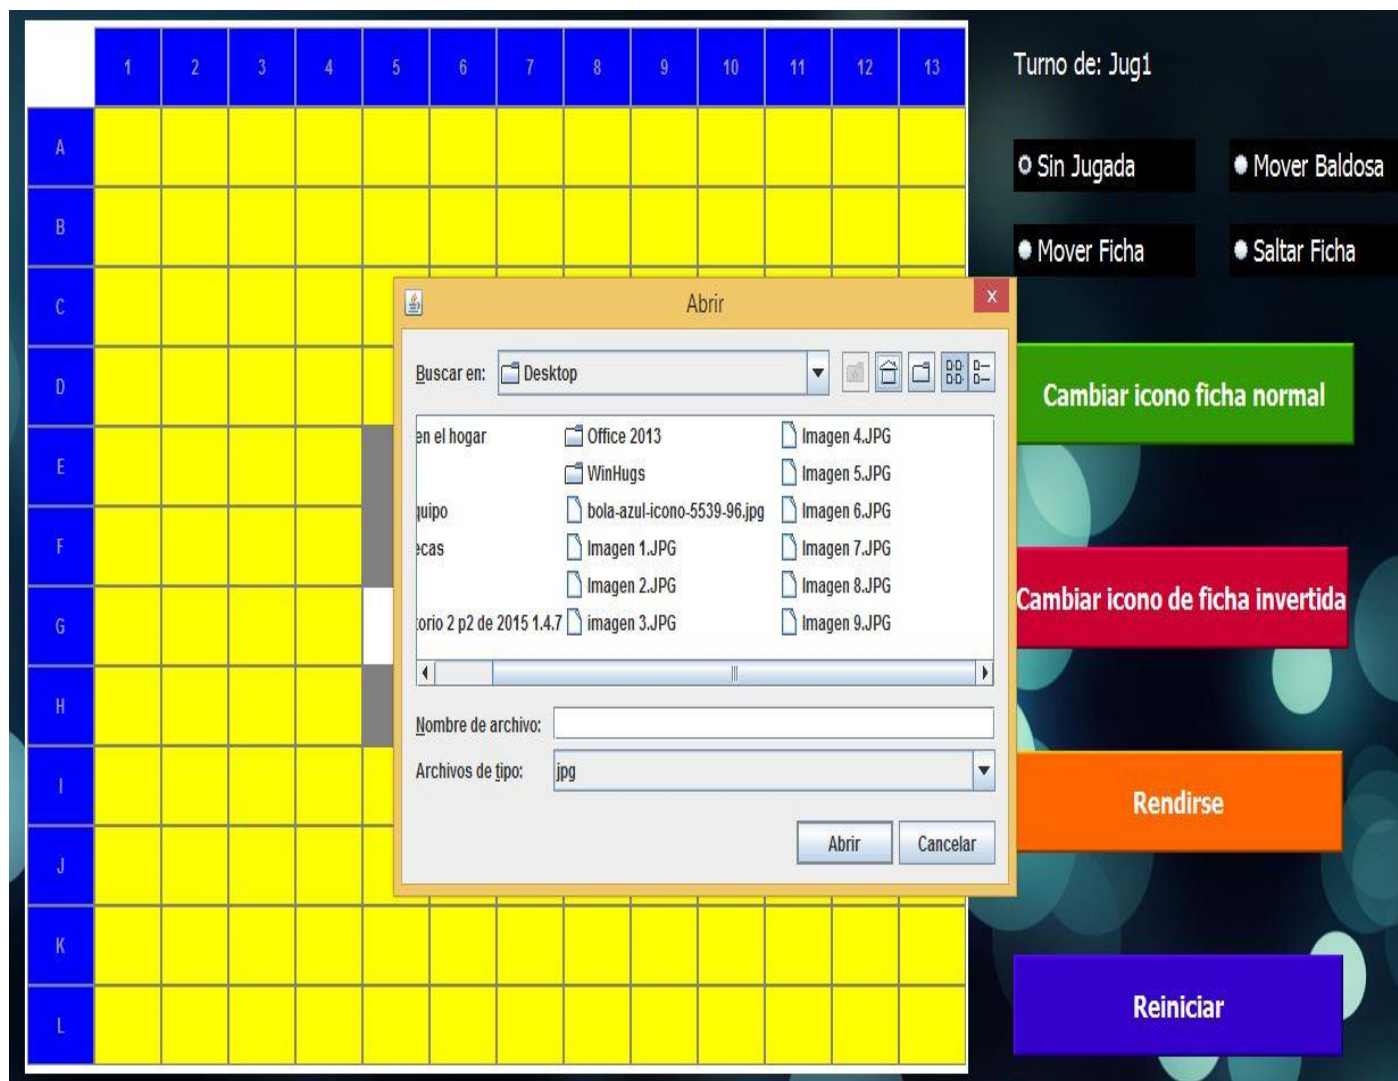 1 2 3 4 5 6 7 8 9 10 11 12 13
A
B
C
D
E
F
G
H
I
J
K
L
Turno de: Jug1
Sin Jugada Mover Baldosa
Mover Ficha Saltar Ficha
Cambiar icono ficha normal
Cambiar icono de ficha invertida
Rendirse
Reiniciar
Abrir
x
Buscar en: Desktop
en el hogar Office 2013 Imagen 4.JPG
WinHugs Imagen 5.JPG
quipo bola-azul-icono-5539-96.jpg Imagen 6.JPG
ecas Imagen 1.JPG Imagen 7.JPG
Imagen 2.JPG Imagen 8.JPG
orio 2 p2 de 2015 1.4.7 imagen 3.JPG Imagen 9.JPG
Nombre de archivo:
Archivos de tipo: jpg
Abrir Cancelar